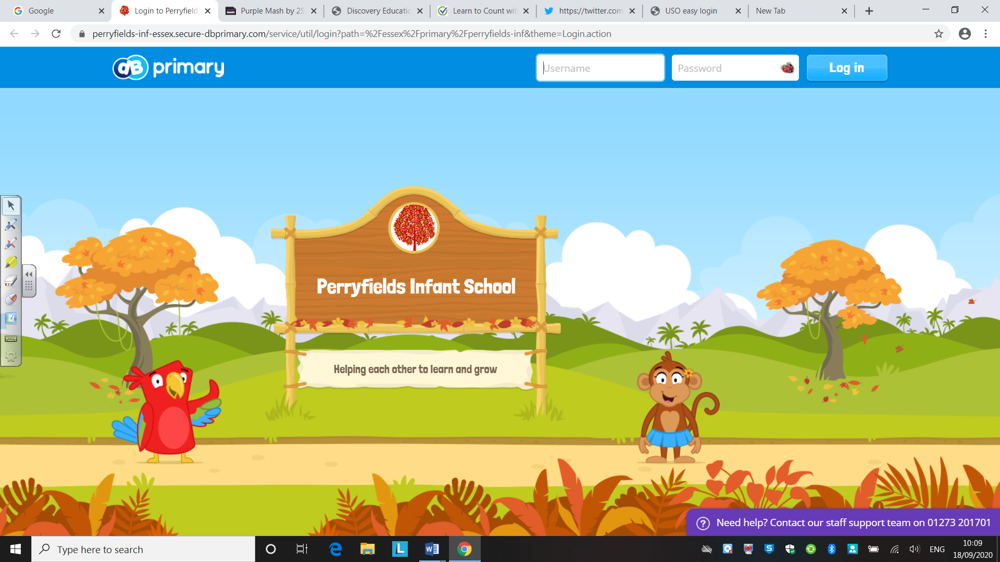 Google
Login to Perryfield
Purple Mash by 2S
Discovery Educatio
Learn to Count wit
https://twitter.com
USO easy login
New Tab
perryfields-inf-essex.secure-dbprimary.com/service/util/login?path=%2Fessex%2Fprimary%2Fperryfields-inf&theme=Login.action
dB primary
Username
Password
Log in
Perryfields Infant School
Helping each other to learn and grow
? Need help? Contact our staff support team on 01273 201701
Type here to search
ENG
10:09
18/09/2020